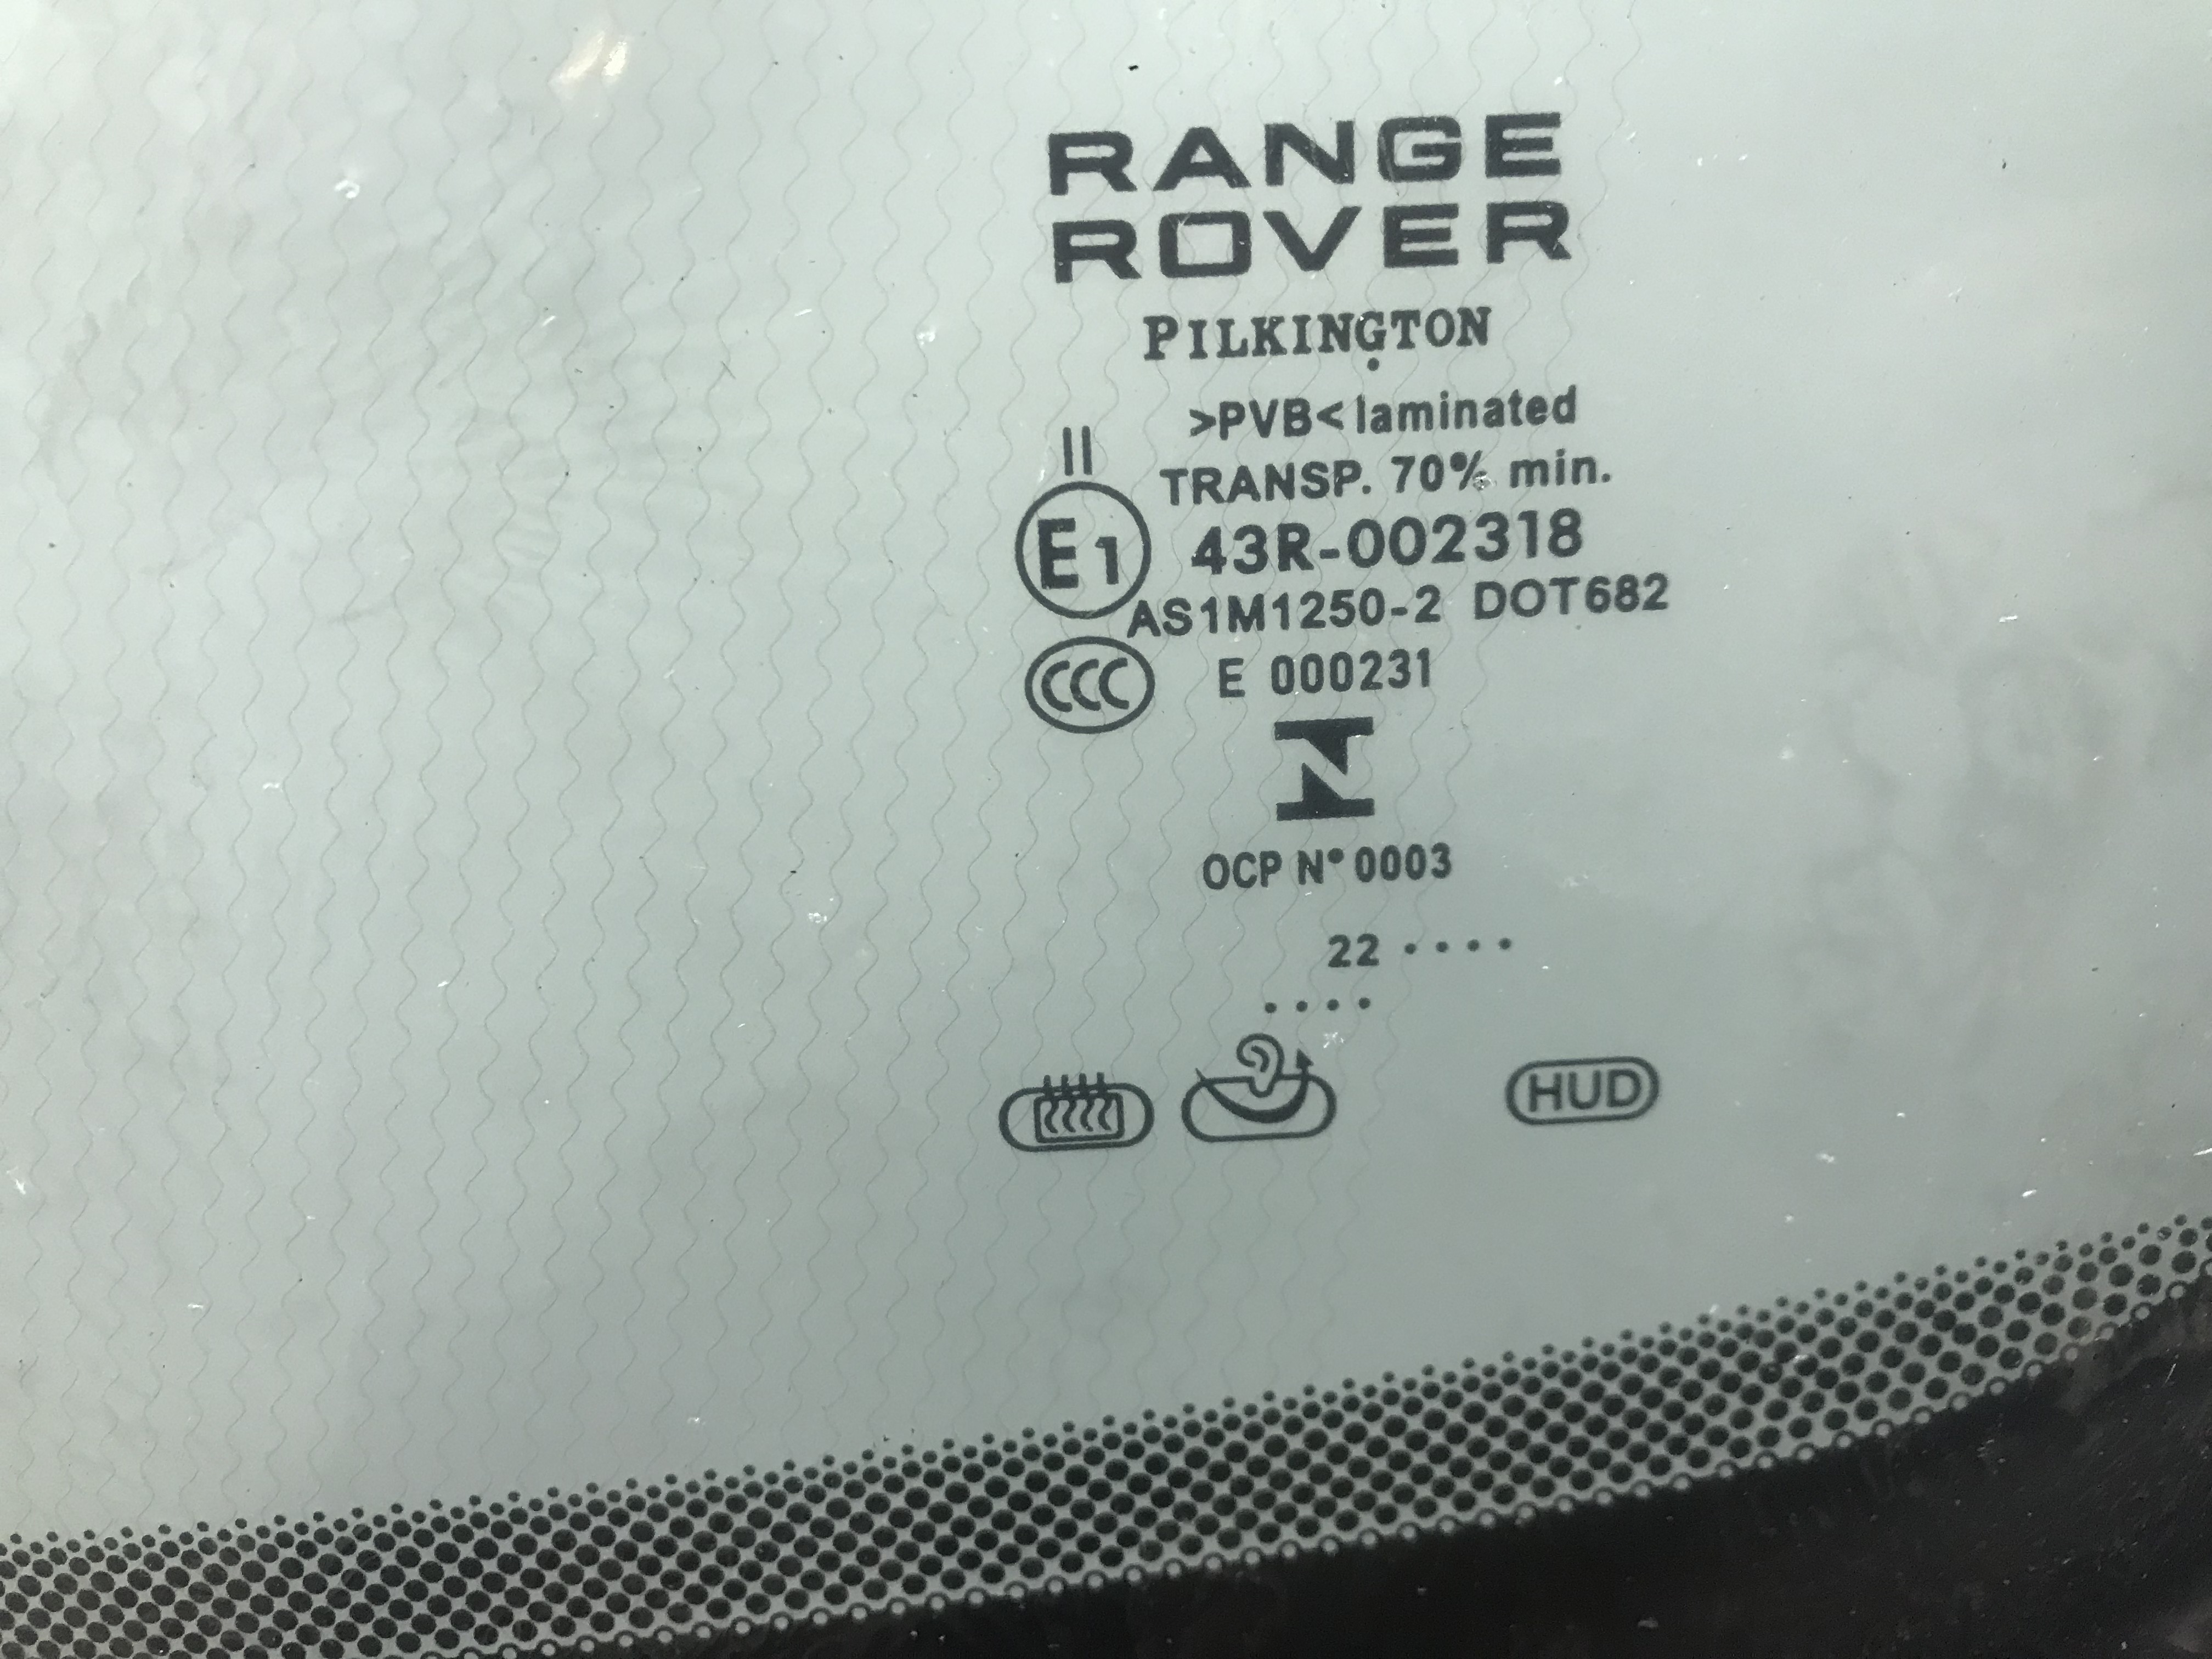 RANGE
ROVER
PILKINGTON
>PVB< laminated
II
TRANSP. 70% min.
E1 43R-002318
AS1M1250-2 DOT682
CCC E 000231
N
OCP N° 0003
22 ····
····
HUD